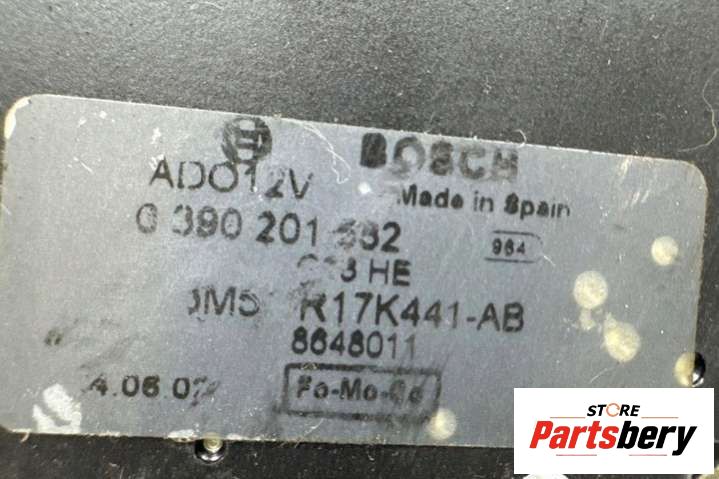 BOSCH
ADO12V
Made in Spain
0 390 201
964
HE
R17K441-AB
8648011
Fo-Mo-Co
STORE
Partsbery